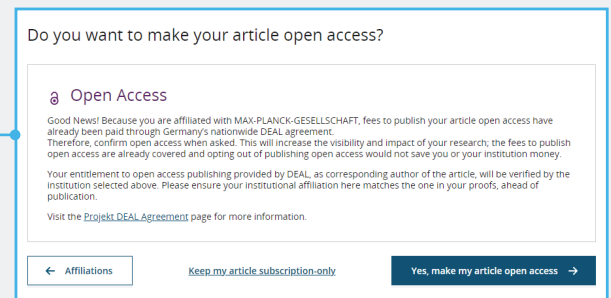 Do you want to make your article open access?
Open Access
Good News! Because you are affiliated with MAX-PLANCK-GESELLSCHAFT, fees to publish your article open access have
already been paid through Germany's nationwide DEAL agreement.
Therefore, confirm open access when asked. This will increase the visibility and impact of your research; the fees to publish
open access are already covered and opting out of publishing open access would not save you or your institution money.
Your entitlement to open access publishing provided by DEAL, as corresponding author of the article, will be verified by the
institution selected above. Please ensure your institutional affiliation here matches the one in your proofs, ahead of
publication.
Visit the Projekt DEAL Agreement page for more information.
← Affiliations Keep my article subscription-only Yes, make my article open access →